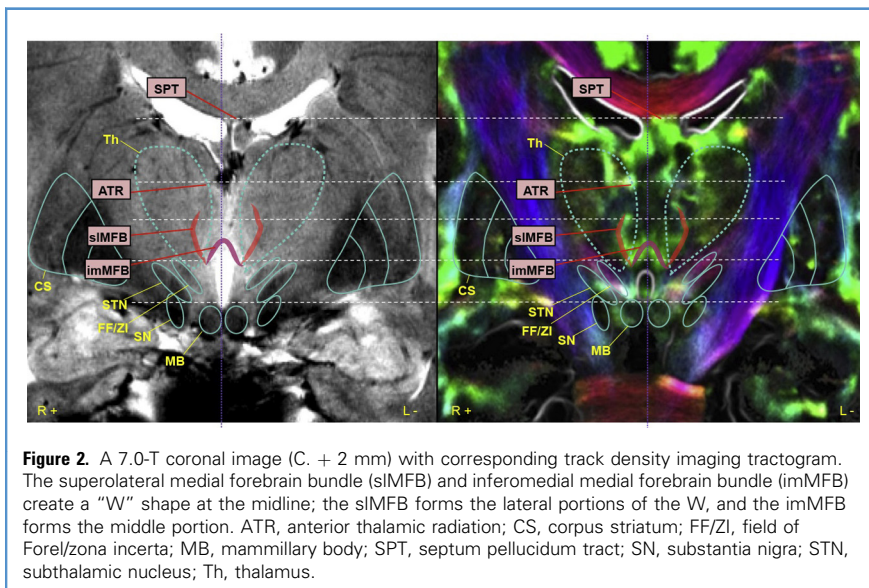 SPT
Th
ATR
slMFB
imMFB
CS
STN
FF/ZI
SN
MB
R +
SPT
Th
ATR
slMFB
imMFB
CS
STN
FF/ZI
SN
MB
R +
L -
L -
Figure 2. A 7.0-T coronal image (C. + 2 mm) with corresponding track density imaging tractogram.
The superolateral medial forebrain bundle (slMFB) and inferomedial medial forebrain bundle (imMFB)
create a “W” shape at the midline; the slMFB forms the lateral portions of the W, and the imMFB
forms the middle portion. ATR, anterior thalamic radiation; CS, corpus striatum; FF/ZI, field of
Forel/zona incerta; MB, mammillary body; SPT, septum pellucidum tract; SN, substantia nigra; STN,
subthalamic nucleus; Th, thalamus.